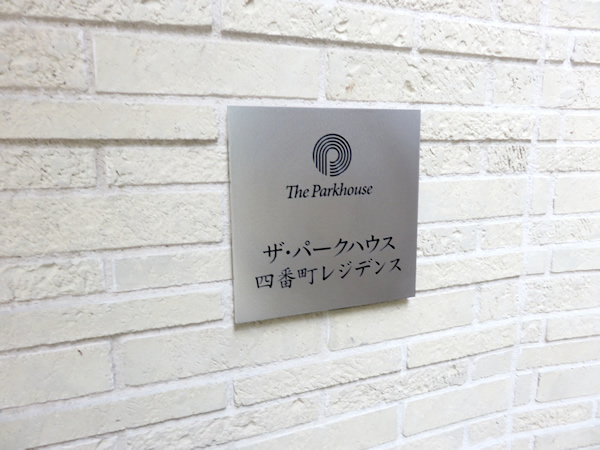 The Parkhouse
ザ・パークハウス
四番町レジデンス